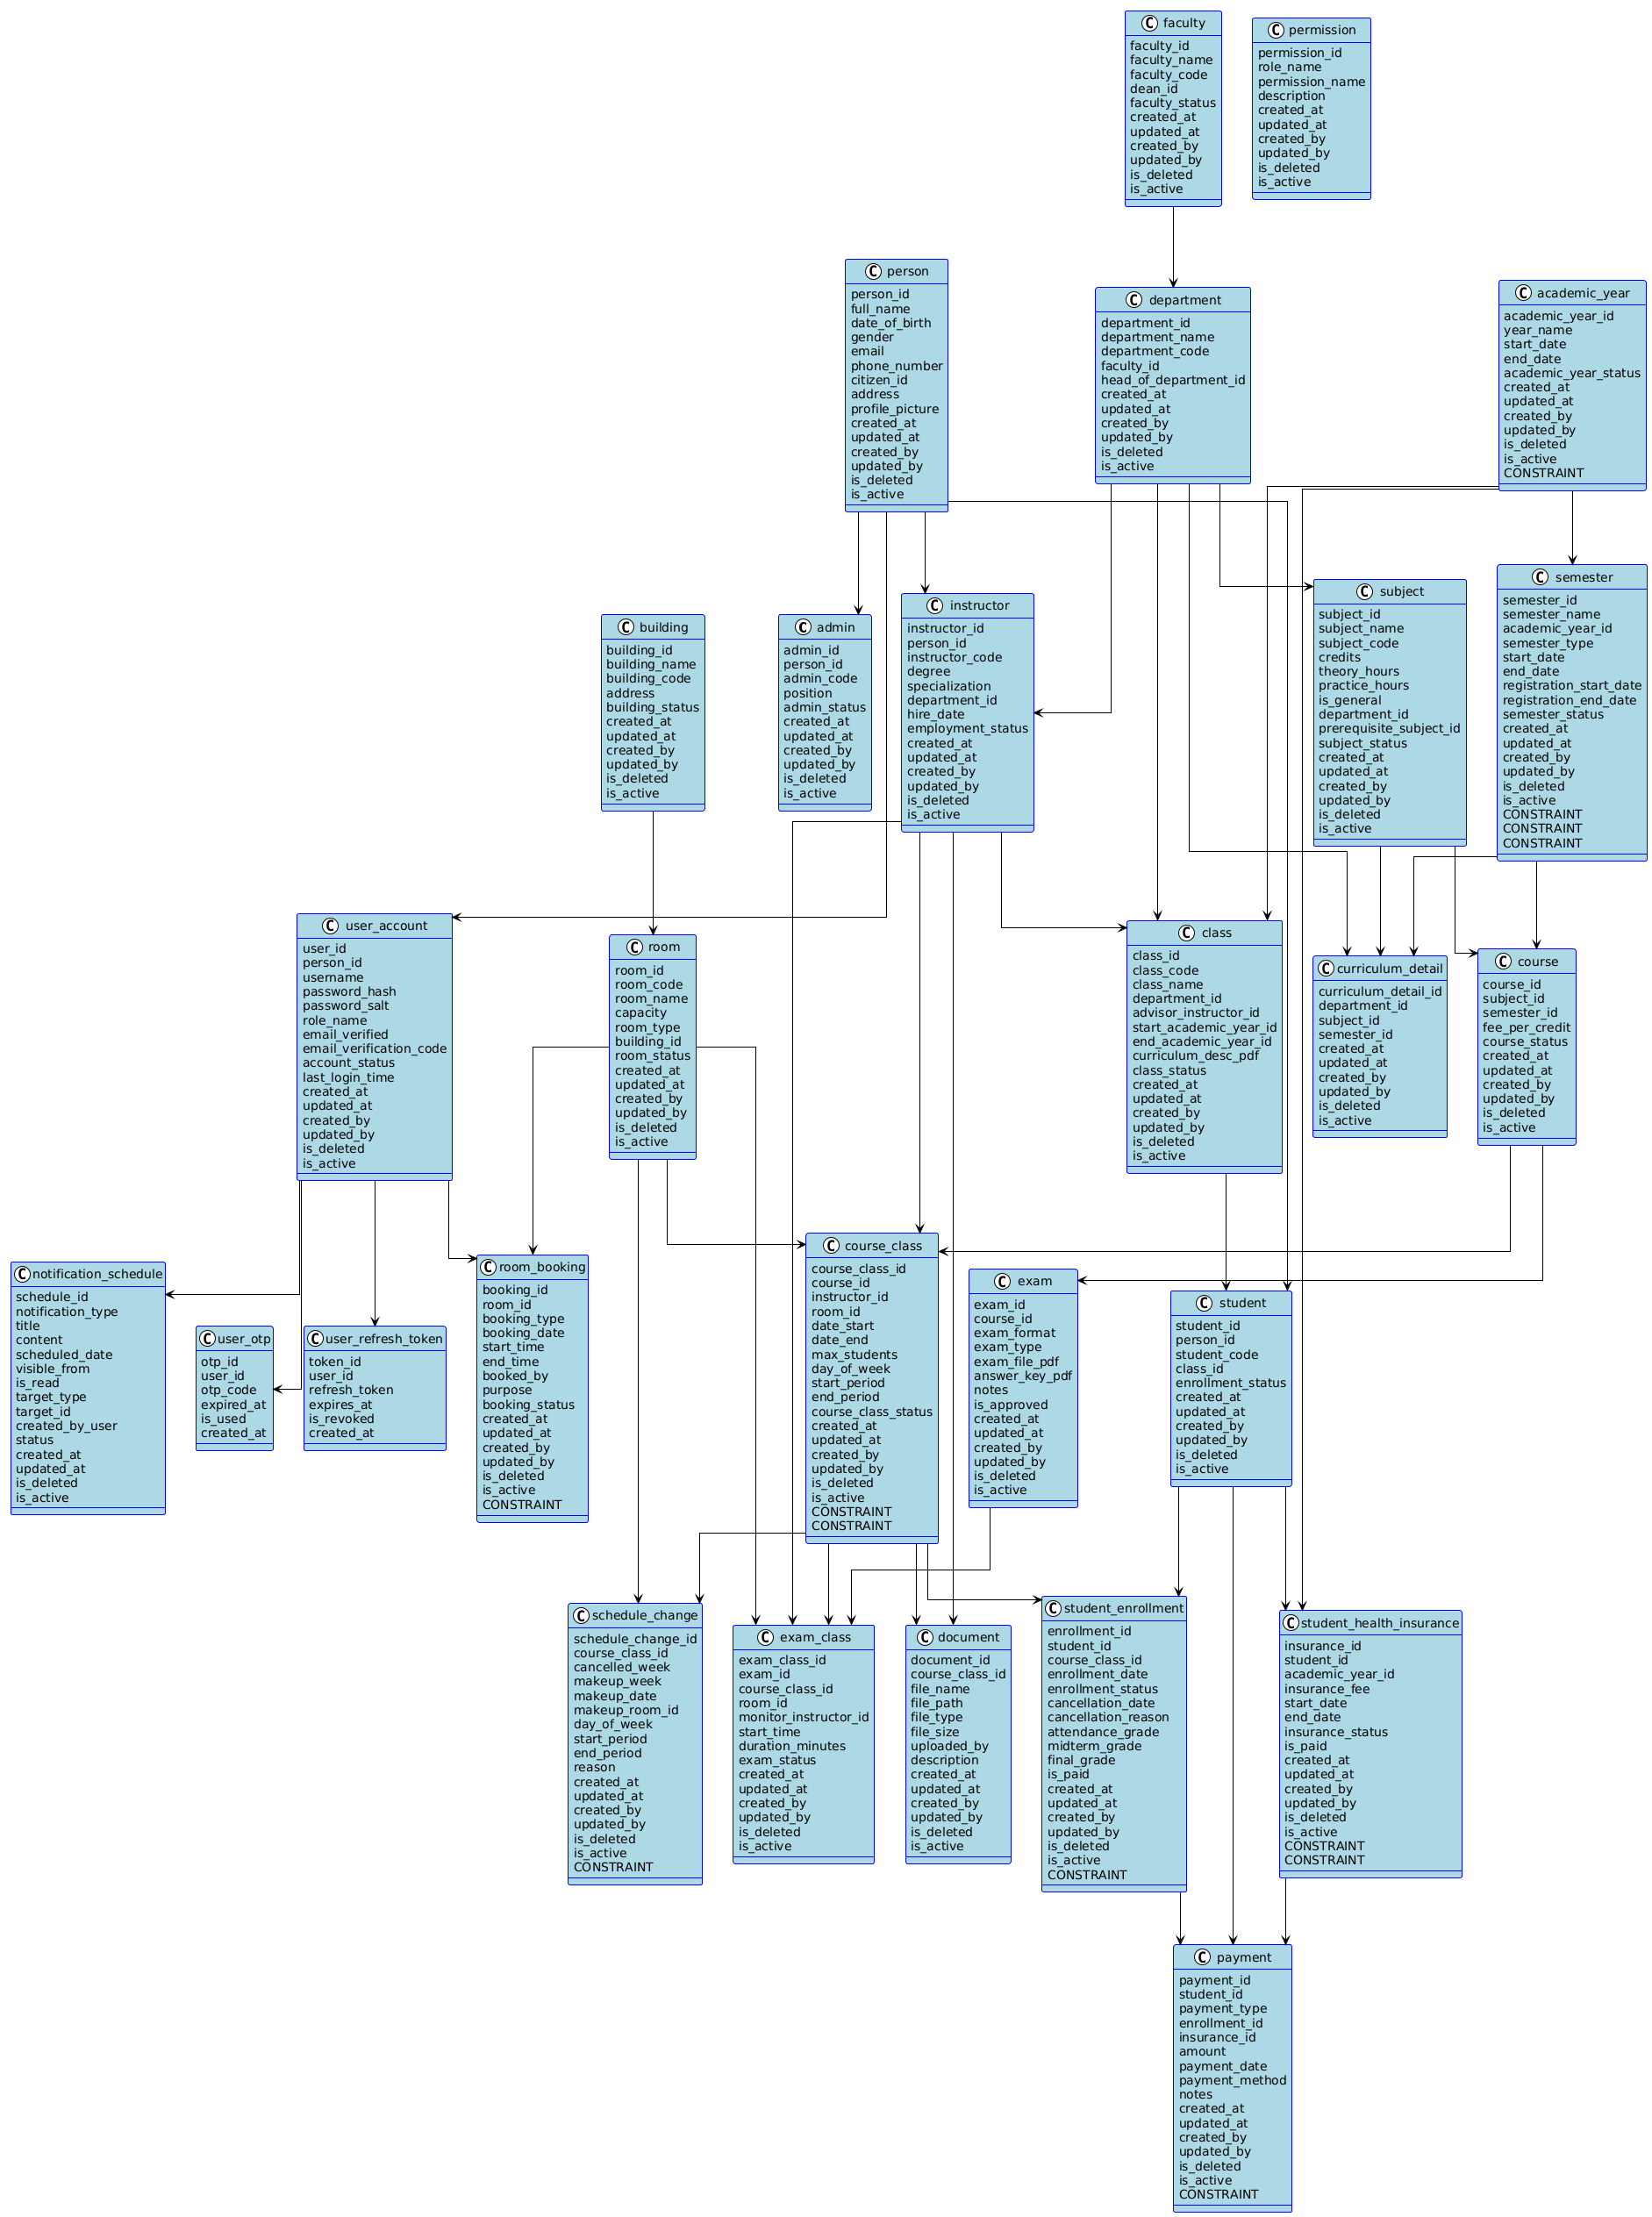 faculty
faculty_id
faculty_name
faculty_code
dean_id
faculty_status
created_at
updated_at
created_by
updated_by
is_deleted
is_active
permission
permission_id
role_name
permission_name
description
created_at
updated_at
created_by
updated_by
is_deleted
is_active
person
person_id
full_name
date_of_birth
gender
email
phone_number
citizen_id
address
profile_picture
created_at
updated_at
created_by
updated_by
is_deleted
is_active
department
department_id
department_name
department_code
faculty_id
head_of_department_id
created_at
updated_at
created_by
updated_by
is_deleted
is_active
academic_year
academic_year_id
year_name
start_date
end_date
academic_year_status
created_at
updated_at
created_by
updated_by
is_deleted
is_active
CONSTRAINT
building
building_id
building_name
building_code
address
building_status
created_at
updated_at
created_by
updated_by
is_deleted
is_active
admin
admin_id
person_id
admin_code
position
admin_status
created_at
updated_at
created_by
updated_by
is_deleted
is_active
instructor
instructor_id
person_id
instructor_code
degree
specialization
department_id
hire_date
employment_status
created_at
updated_at
created_by
updated_by
is_deleted
is_active
subject
subject_id
subject_name
subject_code
credits
theory_hours
practice_hours
is_general
department_id
prerequisite_subject_id
subject_status
created_at
updated_at
created_by
updated_by
is_deleted
is_active
semester
semester_id
semester_name
academic_year_id
semester_type
start_date
end_date
registration_start_date
registration_end_date
semester_status
created_at
updated_at
created_by
updated_by
is_deleted
is_active
CONSTRAINT
CONSTRAINT
CONSTRAINT
user_account
user_id
person_id
username
password_hash
password_salt
role_name
email_verified
email_verification_code
account_status
last_login_time
created_at
updated_at
created_by
updated_by
is_deleted
is_active
room
room_id
room_code
room_name
capacity
room_type
building_id
room_status
created_at
updated_at
created_by
updated_by
is_deleted
is_active
class
class_id
class_code
class_name
department_id
advisor_instructor_id
start_academic_year_id
end_academic_year_id
curriculum_desc_pdf
class_status
created_at
updated_at
created_by
updated_by
is_deleted
is_active
curriculum_detail
curriculum_detail_id
department_id
subject_id
semester_id
created_at
updated_at
created_by
updated_by
is_deleted
is_active
course
course_id
subject_id
semester_id
fee_per_credit
course_status
created_at
updated_at
created_by
updated_by
is_deleted
is_active
notification_schedule
schedule_id
notification_type
title
content
scheduled_date
visible_from
is_read
target_type
target_id
created_by_user
status
created_at
updated_at
is_deleted
is_active
user_otp
otp_id
user_id
otp_code
expired_at
is_used
created_at
user_refresh_token
token_id
user_id
refresh_token
expires_at
is_revoked
created_at
room_booking
booking_id
room_id
booking_type
booking_date
start_time
end_time
booked_by
purpose
booking_status
created_at
updated_at
created_by
updated_by
is_deleted
is_active
CONSTRAINT
course_class
course_class_id
course_id
instructor_id
room_id
date_start
date_end
max_students
day_of_week
start_period
end_period
course_class_status
created_at
updated_at
created_by
updated_by
is_deleted
is_active
CONSTRAINT
CONSTRAINT
exam
exam_id
course_id
exam_format
exam_type
exam_file_pdf
answer_key_pdf
notes
is_approved
created_at
updated_at
created_by
updated_by
is_deleted
is_active
student
student_id
person_id
student_code
class_id
enrollment_status
created_at
updated_at
created_by
updated_by
is_deleted
is_active
schedule_change
schedule_change_id
course_class_id
cancelled_week
makeup_week
makeup_date
makeup_room_id
day_of_week
start_period
end_period
reason
created_at
updated_at
created_by
updated_by
is_deleted
is_active
CONSTRAINT
exam_class
exam_class_id
exam_id
course_class_id
room_id
monitor_instructor_id
start_time
duration_minutes
exam_status
created_at
updated_at
created_by
updated_by
is_deleted
is_active
document
document_id
course_class_id
file_name
file_path
file_type
file_size
uploaded_by
description
created_at
updated_at
created_by
updated_by
is_deleted
is_active
student_enrollment
enrollment_id
student_id
course_class_id
enrollment_date
enrollment_status
cancellation_date
cancellation_reason
attendance_grade
midterm_grade
final_grade
is_paid
created_at
updated_at
created_by
updated_by
is_deleted
is_active
CONSTRAINT
student_health_insurance
insurance_id
student_id
academic_year_id
insurance_fee
start_date
end_date
insurance_status
is_paid
created_at
updated_at
created_by
updated_by
is_deleted
is_active
CONSTRAINT
CONSTRAINT
payment
payment_id
student_id
payment_type
enrollment_id
insurance_id
amount
payment_date
payment_method
notes
created_at
updated_at
created_by
updated_by
is_deleted
is_active
CONSTRAINT